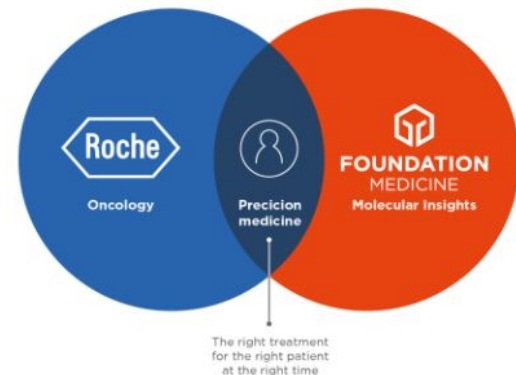 Roche
Oncology
Precicion
medicine
FOUNDATION
MEDICINE
Molecular Insights
The right treatment
for the right patient
at the right time